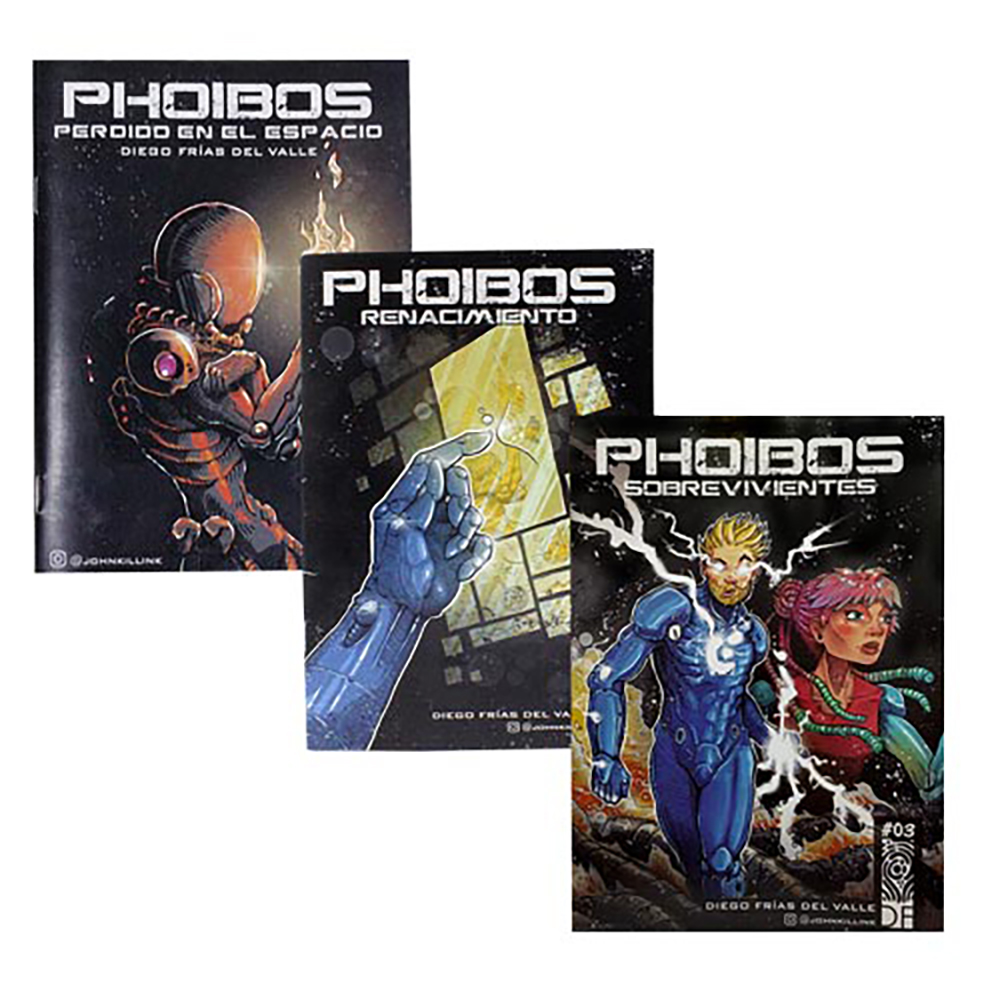 PHOIBOS
PERDIDO EN EL ESPACIO
DIEGO FRÍAS DEL VALLE
@JOHNKILLINK
PHOIBOS
RENACIMIENTO
DIEGO FRÍAS DEL VA
PHOIBOS
SOBREVIVIENTES
#03
DIEGO FRÍAS DEL VALLE
@JOHNKILLINK